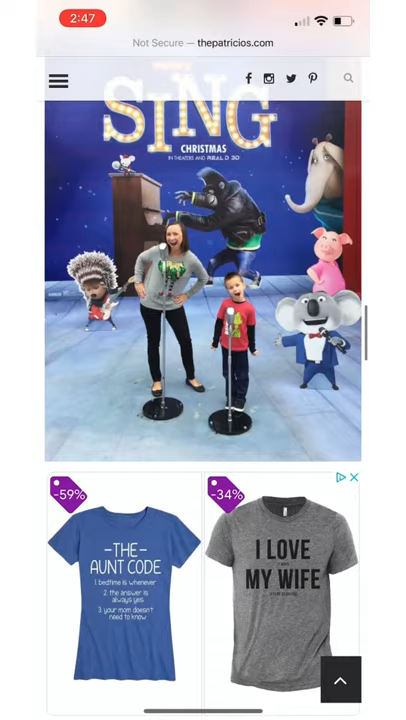 2:47
Not Secure — thepatricios.com
SING
CHRISTMAS
IN THEATERS AND REAL D 3D
-59%
-34%
-THE-
AUNT CODE
1. bedtime is whenever
2. the answer is
always yes
3. your mom doesn't
need to know
I LOVE
MY WIFE